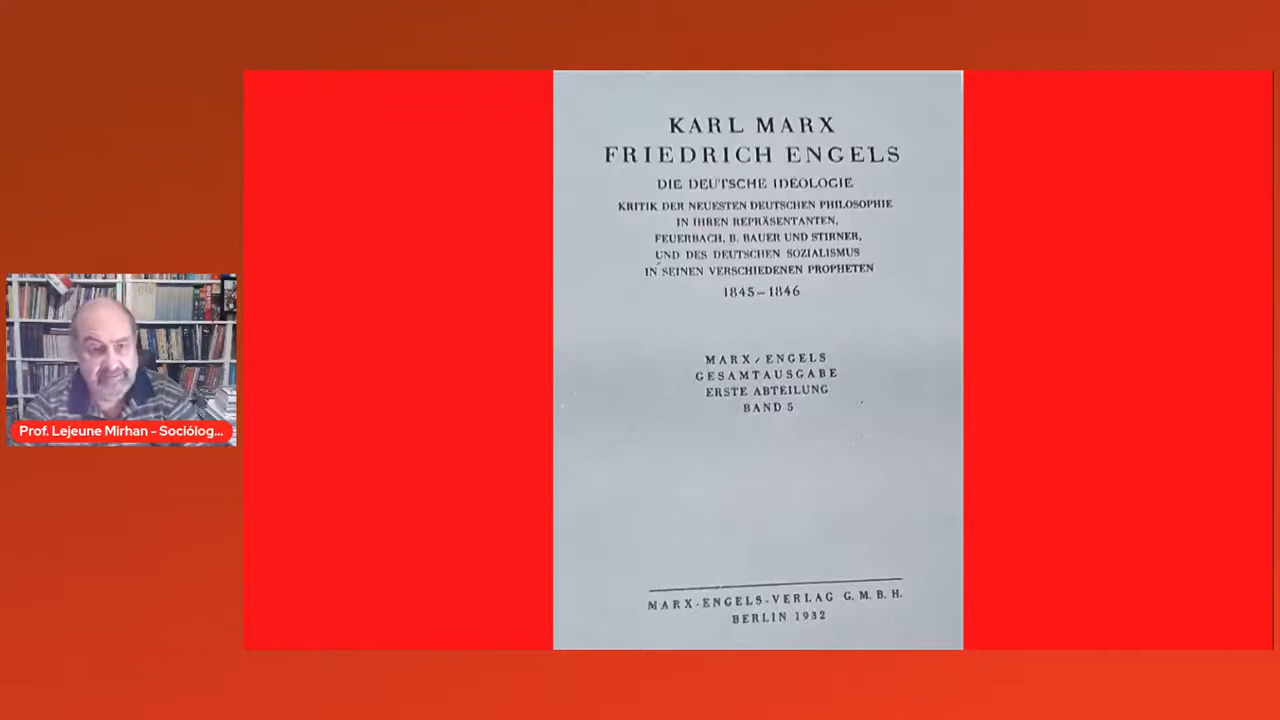 KARL MARX
FRIEDRICH ENGELS
DIE DEUTSCHE IDEOLOGIE
KRITIK DER NEUESTEN DEUTSCHEN PHILOSOPHIE
IN IHREN REPRÄSENTANTEN,
FEUERBACH, B. BAUER UND STIRNER,
UND DES DEUTSCHEN SOZIALISMUS
IN SEINEN VERSCHIEDENEN PROPHETEN
1845–1846
MARX/ENGELS
GESAMTAUSGABE
ERSTE ABTEILUNG
BAND 5
MARX-ENGELS-VERLAG G. M. B. H.
BERLIN 1932
Prof. Lejeune Mirhan - Sociólog...